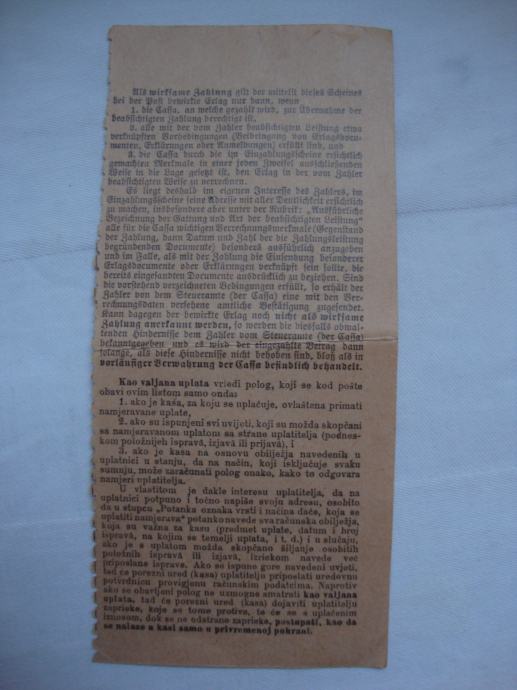 Als wirksame Zahlung gilt der mittelst dieses Scheines
bei der Post bewirkte Erlag nur dann, wenn
1. die Cassa, an welche gezahlt wird, zur Übernahme der
beabsichtigten Zahlung berechtigt ist,
2. alle mit der vom Zahler beabsichtigten Leistung etwa
verknüpften Vorbedingungen (Beibringung von Erlagsdocu-
menten, Erklärungen oder Anmeldungen) erfüllt sind, und
3. die Cassa durch die im Einzahlungsscheine ersichtlich
gemachten Merkmale in einer jeden Zweifel ausschließenden
Weise in die Lage gesetzt ist, den Erlag in der vom Zahler
beabsichtigten Weise zu verrechnen.
Es liegt deshalb im eigenen Interesse des Zahlers, im
Einzahlungsscheine seine Adresse mit aller Deutlichkeit ersichtlich
zu machen, insbesondere aber unter der Rubrik: „Ausführliche
Bezeichnung der Gattung und Art der beabsichtigten Leistung"
alle für die Cassa wichtigen Verrechnungsmerkmale (Gegenstand
der Zahlung, dann Datum und Zahl der die Zahlungsleistung
begründenden Documente) besonders ausführlich anzugeben
und im Falle, als mit der Zahlung die Einsendung besonderer
Erlagsdocumente oder Erklärungen verknüpft sein sollte, die
bereits eingesandten Documente ausdrücklich zu beziehen. Sind
die vorstehend verzeichneten Bedingungen erfüllt, so erhält der
Zahler vom Steueramte (der Cassa) eine mit den Ver-
rechnungsdaten versehene amtliche Bestätigung zugesendet.
Kann dagegen der bewirkte Erlag noch nicht als wirksame
Zahlung anerkannt werden, so werden die diesfalls obwal-
tenden Hindernisse dem Zahler vom Steueramte (der Cassa)
bekanntgegeben und es wird der eingezahlte Betrag dann
solange, als diese Hindernisse nicht behoben sind, bloß als in
vorläufiger Verwahrung der Cassa befindlich behandelt.
Kao valjana uplata vriedi polog, koji se kod pošte
obavi ovim listom samo onda:
1. ako je kaša, za koju se uplaćuje, ovlaštena primati
namjeravane uplate,
2. ako su ispunjeni svi uvijeti, koji su možda skopčani
sa namjeravanom uplatom sa strane uplatitelja (podnes-
kom položnijeh ispravâ, izjavâ ili prijavâ), i
3. ako je kaša na osnovu obilježja navedenik u
uplatnici u stanju, da na način, koji isključuje svaku
sumnju, može zaračunati polog onako, kako to odgovara
namjeri uplatitelja.
U vlastitom je dakle interesu uplatitelja, da na
uplatnici potpuno i točno napiše svoju adresu, osobito
da u stupcu „Potanka oznaka vrsti i načina daće, koja se
uplatiti namjerava" potanko navede sva računska obilježja,
koja su važna za kasu (predmet uplate, datum i broj
ispravâ, na kojim se temelji uplata, i t. d.) i u slučaju,
ako je s uplatom možda skopčano šiljanje osobitih
položnih ispravâ ili izjavâ, izriekom navede već
priposlane isprave. Ako se ispune gore navedeni uvjeti,
tad će porezni ured (kasa) uplatitelju priposlati uredovnu
potvrdnicu provigjenu računskim podatcima. Naprotiv
ako se obavljeni polog ne uzmogne smatrati kao valjana
uplata, tad će porezni ured (kasa) dojaviti uplatitelju
zaprieke, koje se tome protive, te će se s uplaćenim
iznosom, dok se ne odstrane zaprieke, postupati, kao da
se nalaze u kasi samo u privremenoj pohrani.